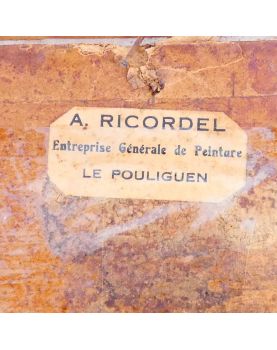 A. RICORDEL
Entreprise Générale de Peinture
LE POULIGUEN